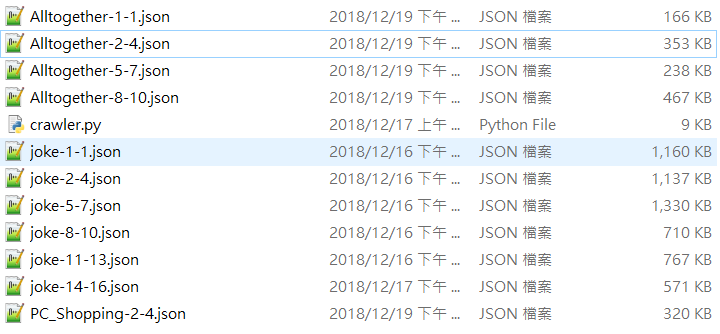 Alltogether-1-1.json 2018/12/19 下午 ... JSON 檔案 166 KB
Alltogether-2-4.json 2018/12/19 下午 ... JSON 檔案 353 KB
Alltogether-5-7.json 2018/12/19 下午 ... JSON 檔案 238 KB
Alltogether-8-10.json 2018/12/19 下午 ... JSON 檔案 467 KB
crawler.py 2018/12/17 上午 ... Python File 9 KB
joke-1-1.json 2018/12/16 下午 ... JSON 檔案 1,160 KB
joke-2-4.json 2018/12/16 下午 ... JSON 檔案 1,137 KB
joke-5-7.json 2018/12/16 下午 ... JSON 檔案 1,330 KB
joke-8-10.json 2018/12/16 下午 ... JSON 檔案 710 KB
joke-11-13.json 2018/12/16 下午 ... JSON 檔案 767 KB
joke-14-16.json 2018/12/17 下午 ... JSON 檔案 571 KB
PC_Shopping-2-4.json 2018/12/19 下午 ... JSON 檔案 320 KB